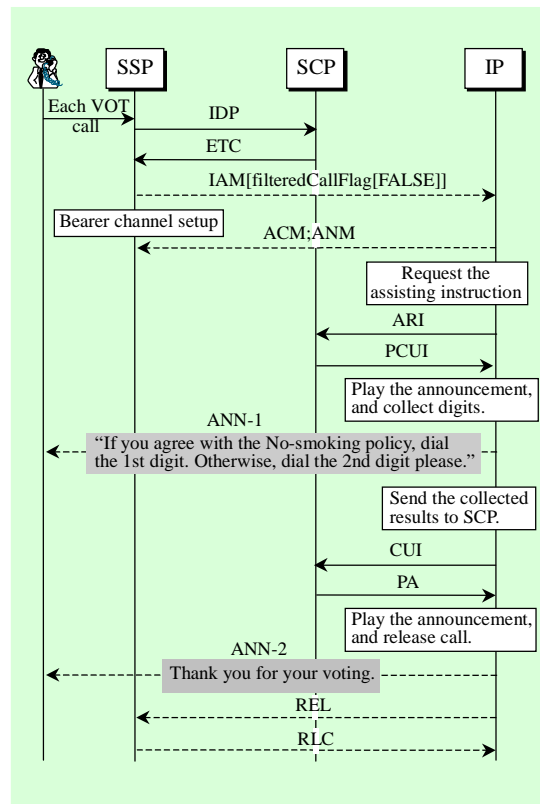 SSP
SCP
IP
Each VOT
call
IDP
ETC
IAM[filteredCallFlag[FALSE]]
Bearer channel setup
ACM;ANM
Request the
assisting instruction
ARI
PCUI
Play the announcement,
and collect digits.
ANN-1
“If you agree with the No-smoking policy, dial
the 1st digit. Otherwise, dial the 2nd digit please.”
Send the collected
results to SCP.
CUI
PA
Play the announcement,
and release call.
ANN-2
Thank you for your voting.
REL
RLC